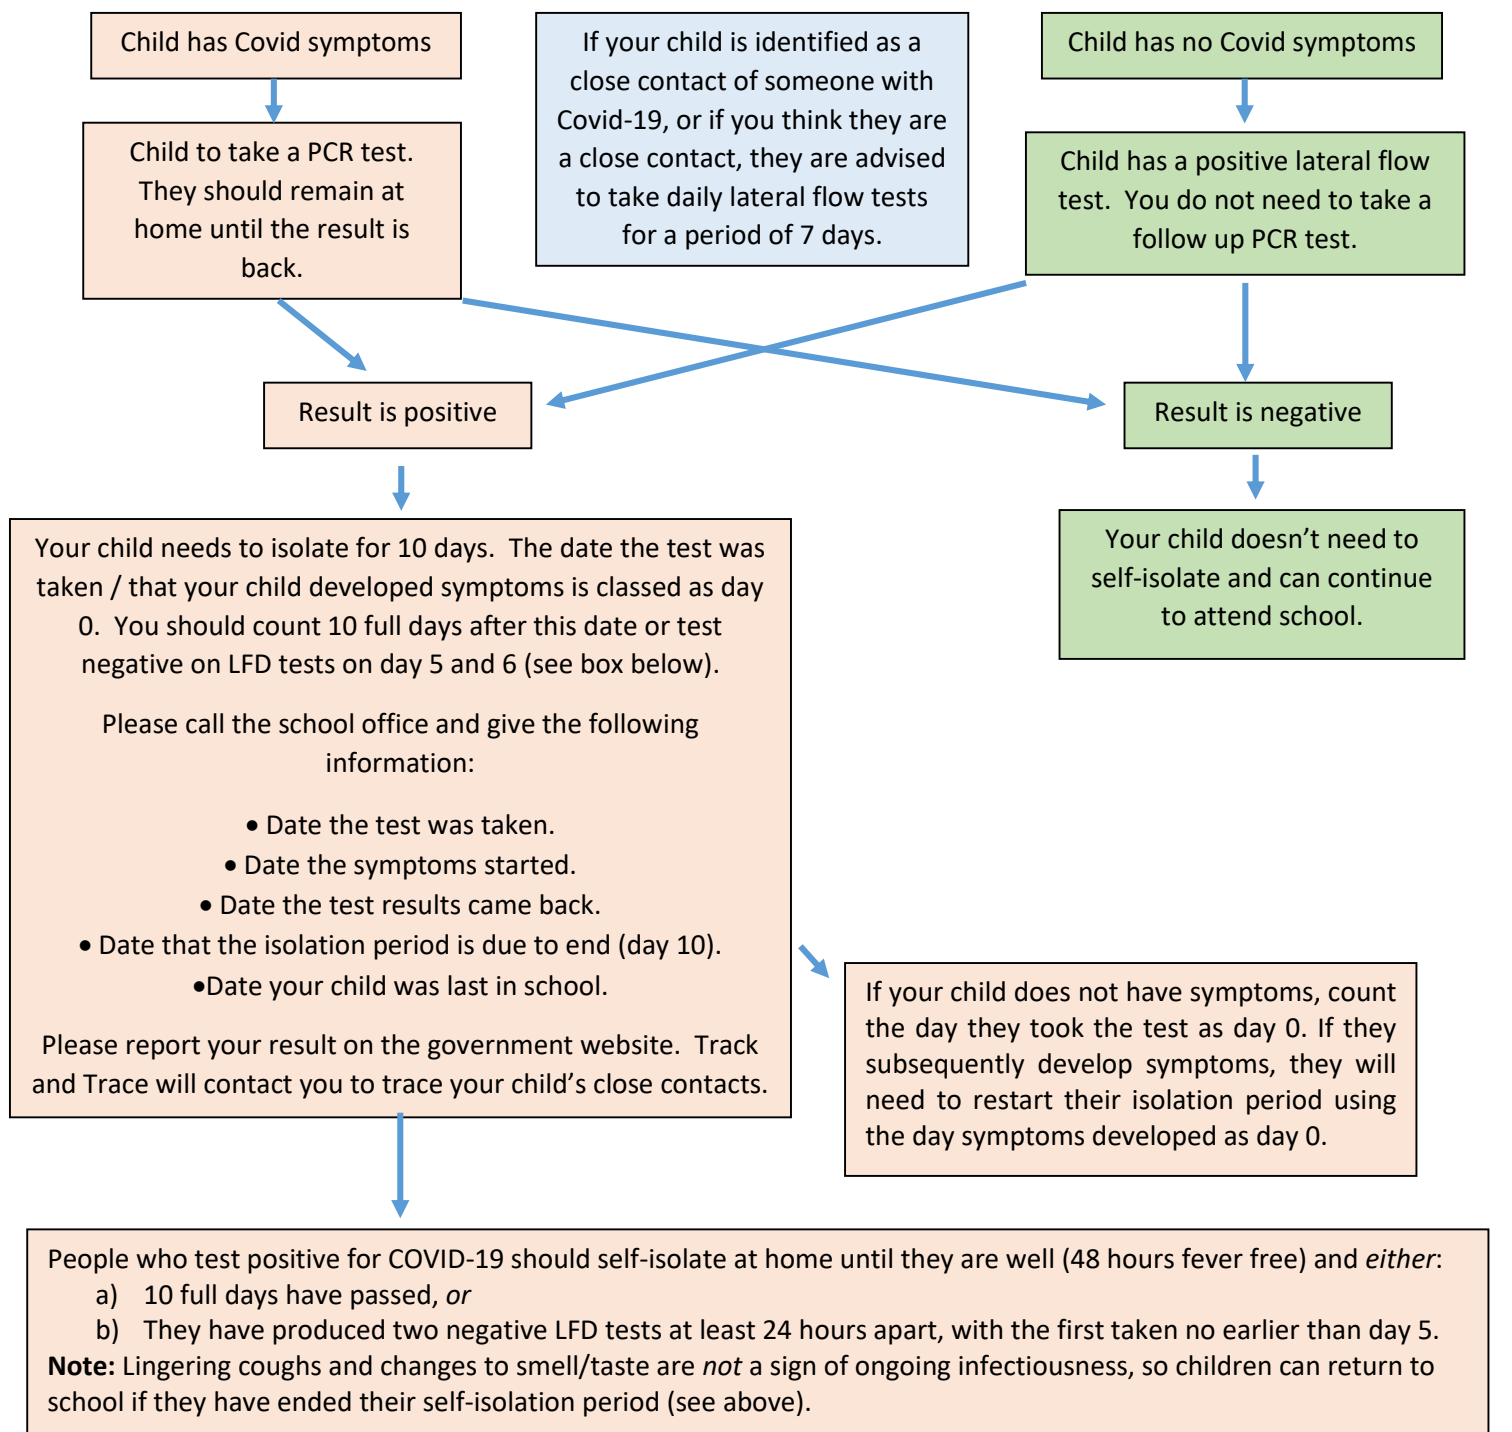 Child has Covid symptoms
If your child is identified as a
close contact of someone with
Covid-19, or if you think they are
a close contact, they are advised
to take daily lateral flow tests
for a period of 7 days.
Child has no Covid symptoms
Child to take a PCR test.
They should remain at
home until the result is
back.
Child has a positive lateral flow
test.  You do not need to take a
follow up PCR test.
Result is positive
Result is negative
Your child needs to isolate for 10 days.  The date the test was
taken / that your child developed symptoms is classed as day
0.  You should count 10 full days after this date or test
negative on LFD tests on day 5 and 6 (see box below).
Please call the school office and give the following
information:
• Date the test was taken.
• Date the symptoms started.
• Date the test results came back.
• Date that the isolation period is due to end (day 10).
•Date your child was last in school.
Please report your result on the government website.  Track
and Trace will contact you to trace your child’s close contacts.
Your child doesn’t need to
self-isolate and can continue
to attend school.
If your child does not have symptoms, count
the day they took the test as day 0. If they
subsequently develop symptoms, they will
need to restart their isolation period using
the day symptoms developed as day 0.
People who test positive for COVID-19 should self-isolate at home until they are well (48 hours fever free) and either:
a) 10 full days have passed, or
b) They have produced two negative LFD tests at least 24 hours apart, with the first taken no earlier than day 5.
Note: Lingering coughs and changes to smell/taste are not a sign of ongoing infectiousness, so children can return to
school if they have ended their self-isolation period (see above).